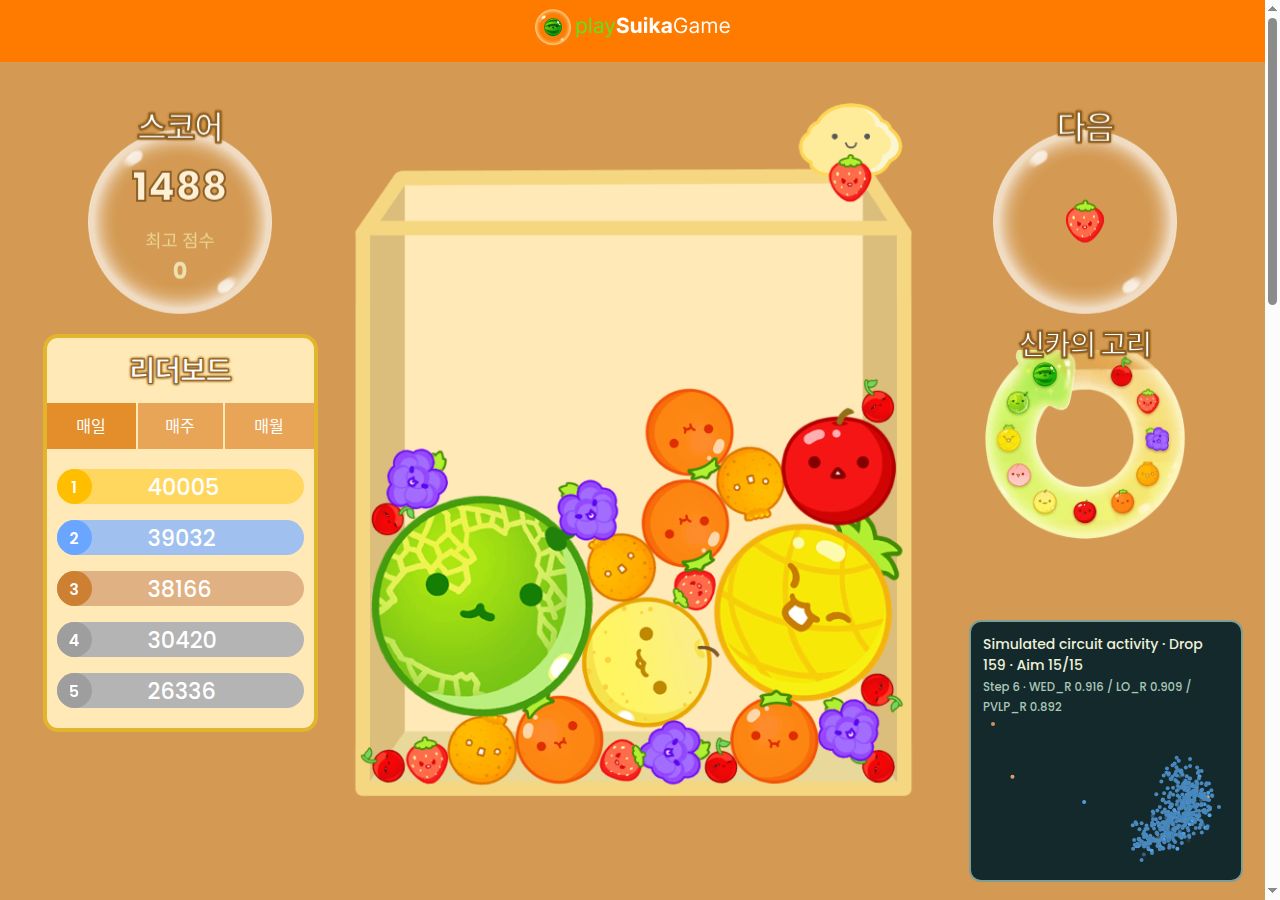 playSuikaGame
스코어
1488
최고 점수
0
리더보드
매일 매주 매월
1 40005
2 39032
3 38166
4 30420
5 26336
다음
신카의 고리
Simulated circuit activity · Drop
159 · Aim 15/15
Step 6 · WED_R 0.916 / LO_R 0.909 /
PVLP_R 0.892